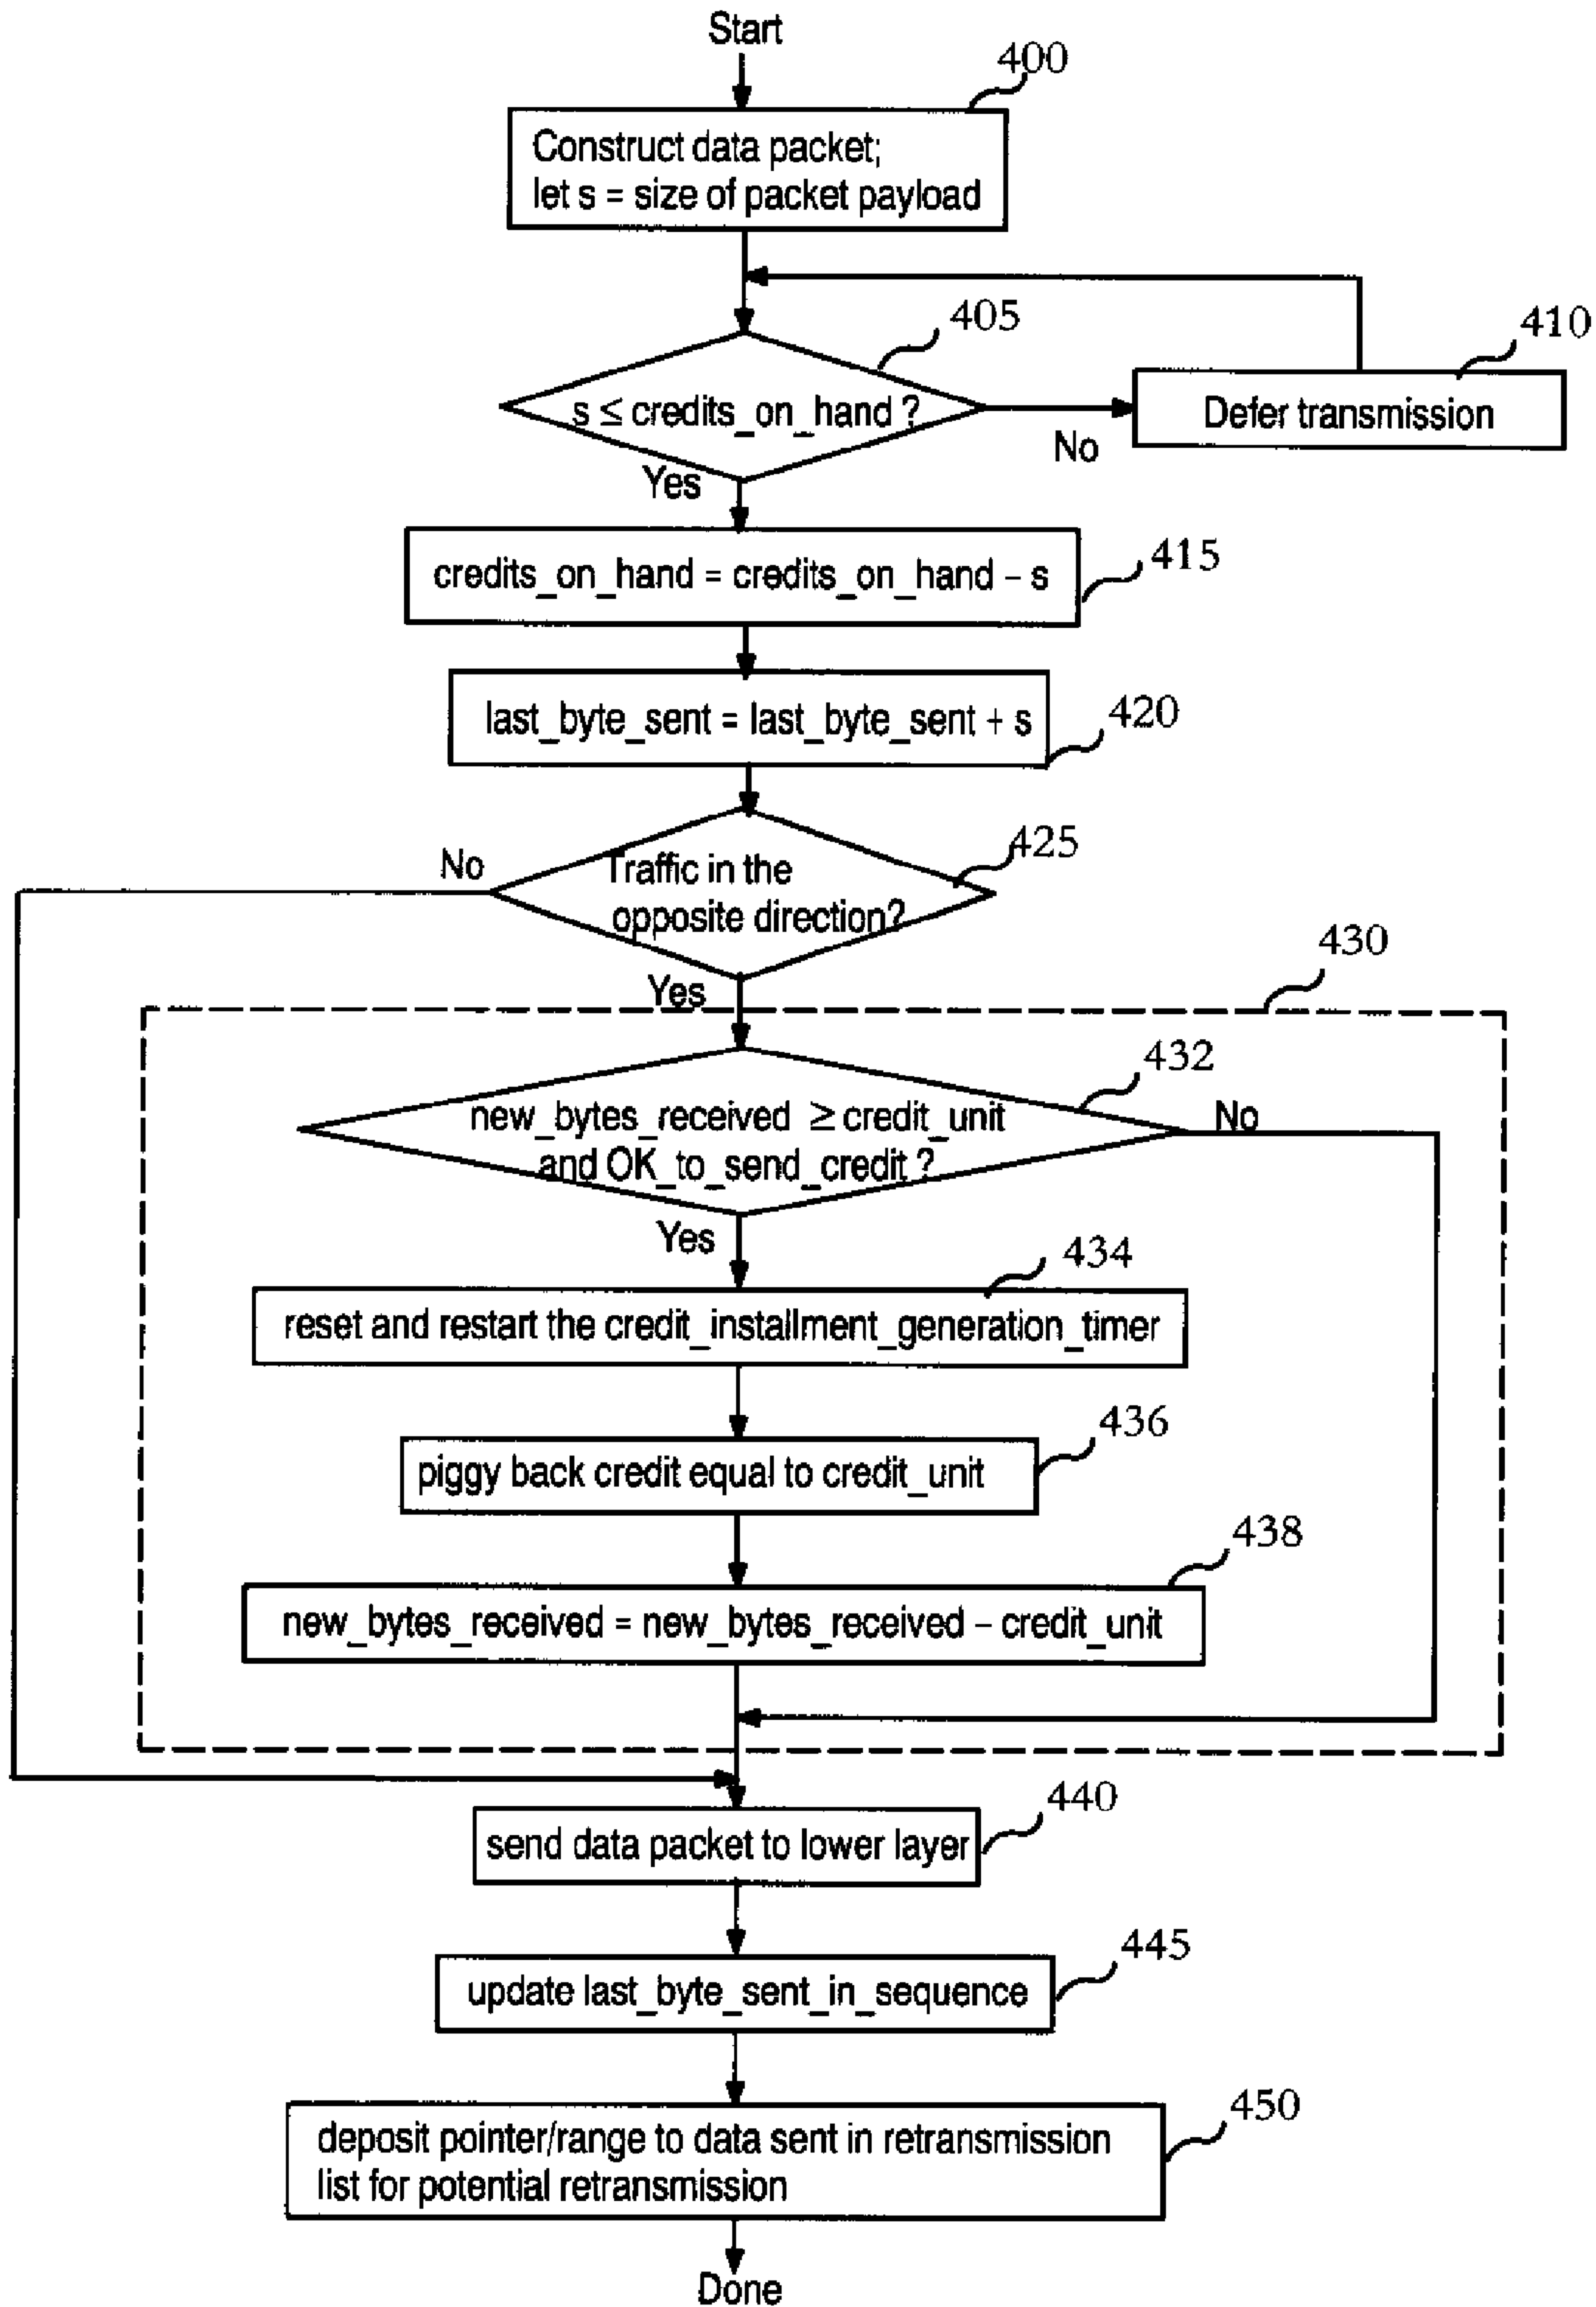 Start
400
Construct data packet;
let s = size of packet payload
405
410
s ≤ credits_on_hand ?
Defer transmission
No
Yes
credits_on_hand = credits_on_hand – s
415
last_byte_sent = last_byte_sent + s
420
425
No
Traffic in the
opposite direction?
430
Yes
432
new_bytes_received ≥ credit_unit
and OK_to_send_credit ?
No
Yes
434
reset and restart the credit_installment_generation_timer
436
piggy back credit equal to credit_unit
438
new_bytes_received = new_bytes_received – credit_unit
440
send data packet to lower layer
445
update last_byte_sent_in_sequence
450
deposit pointer/range to data sent in retransmission
list for potential retransmission
Done